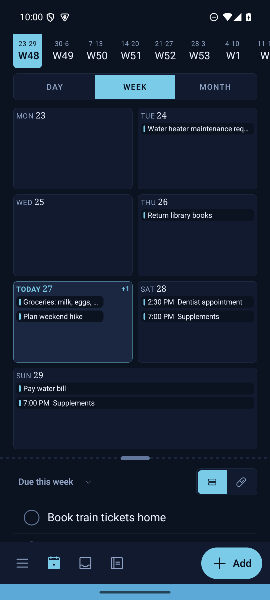 10:00
23-29 30-6 7-13 14-20 21-27 28-3 4-10 11-1
W48 W49 W50 W51 W52 W53 W1 W
DAY WEEK MONTH
MON 23
TUE 24
Water heater maintenance req...
WED 25
THU 26
Return library books
TODAY 27 +1
Groceries: milk, eggs, ...
Plan weekend hike
SAT 28
2:30 PM Dentist appointment
7:00 PM Supplements
SUN 29
Pay water bill
7:00 PM Supplements
Due this week
Book train tickets home
Add